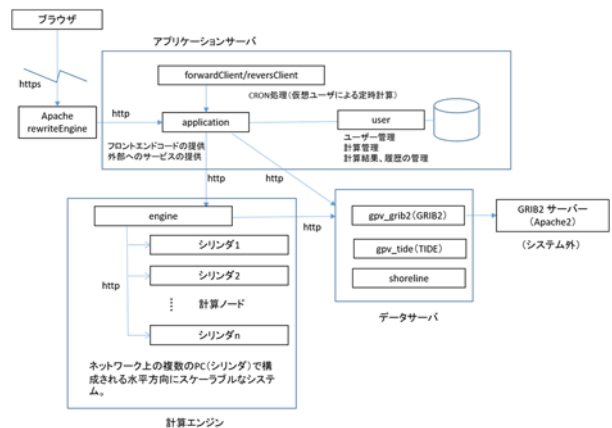 ブラウザ
アプリケーションサーバ
https
forwardClient/reversClient
CRON処理(仮想ユーザによる定時計算)
Apache
rewriteEngine
http
application
user
フロントエンドコードの提供
外部へのサービスの提供
ユーザー管理
計算管理
計算結果、履歴の管理
http
http
engine
http
gpv_grib2(GRIB2)
GRIB2 サーバー
(Apache2)
(システム外)
シリンダ1
gpv_tide(TIDE)
シリンダ2
shoreline
http
計算ノード
データサーバ
シリンダn
ネットワーク上の複数のPC(シリンダ)で構
成される水平方向にスケーラブルなシス
テム。
計算エンジン